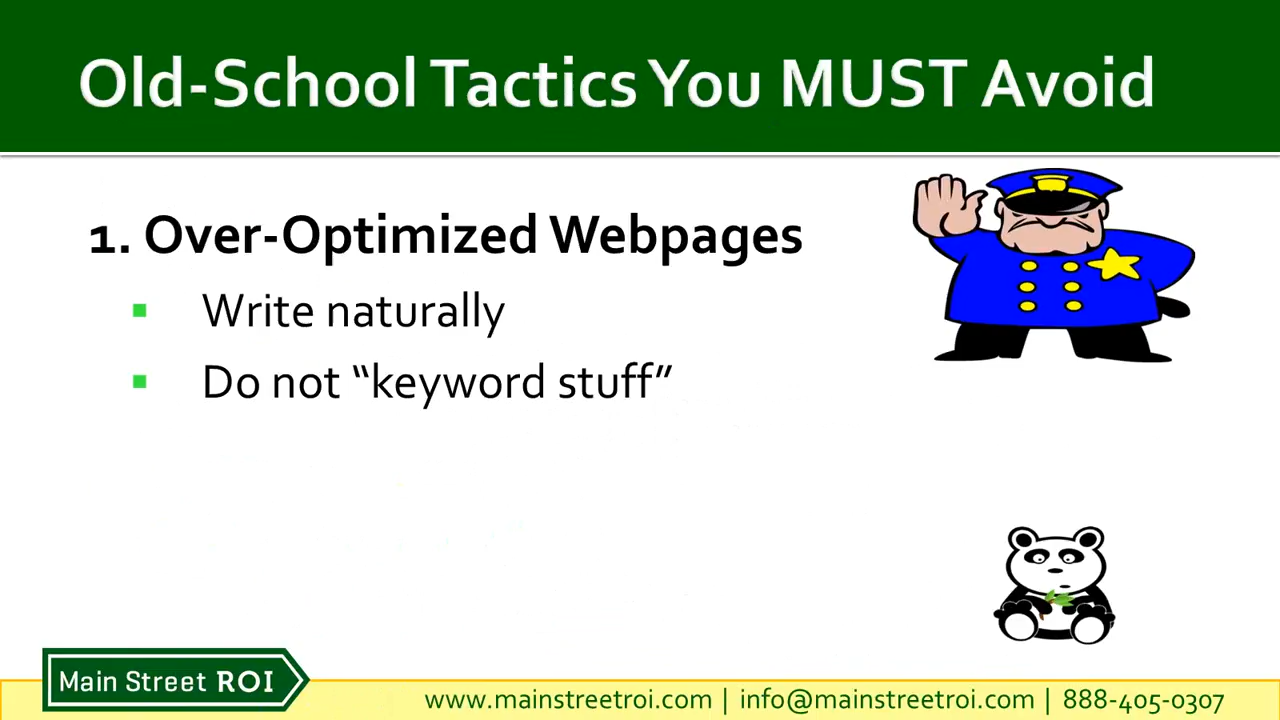 Old-School Tactics You MUST Avoid
1. Over-Optimized Webpages
▪ Write naturally
▪ Do not “keyword stuff”
Main Street ROI
www.mainstreetroi.com | info@mainstreetroi.com | 888-405-0307